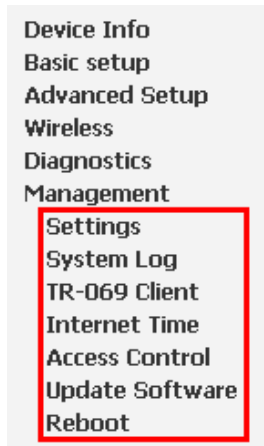 Device Info
Basic setup
Advanced Setup
Wireless
Diagnostics
Management
Settings
System Log
TR-069 Client
Internet Time
Access Control
Update Software
Reboot